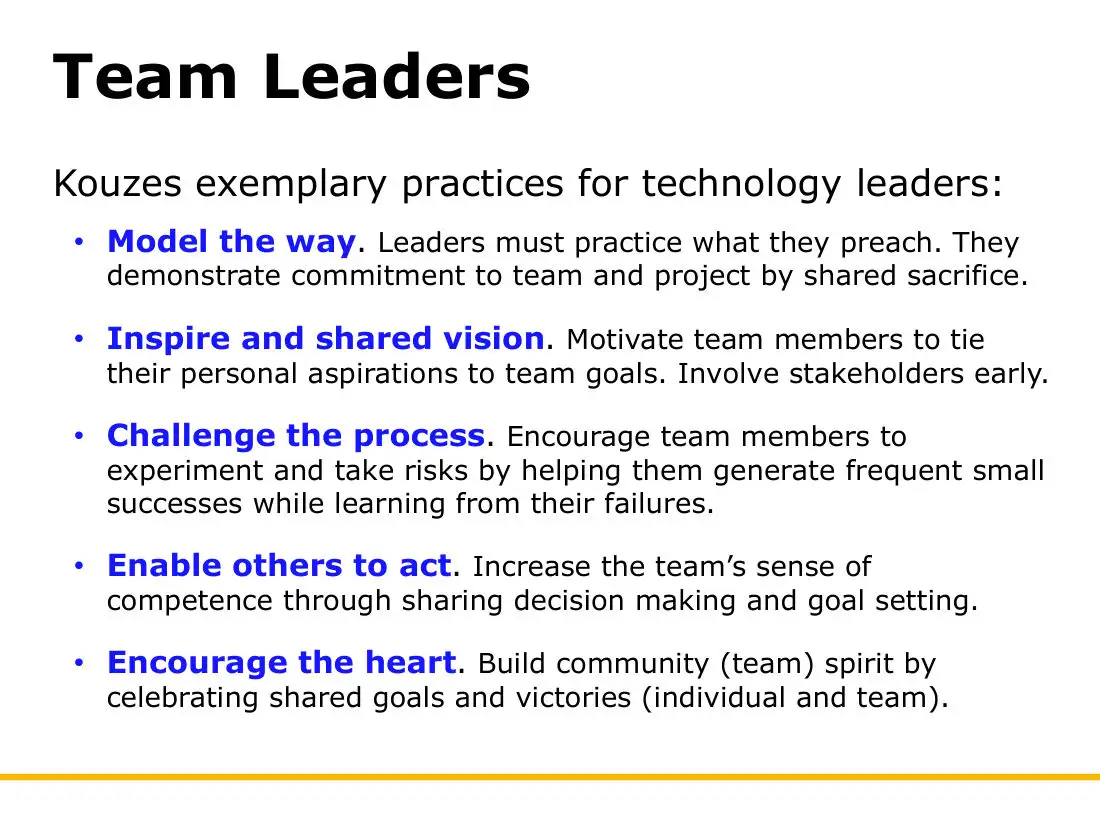 Team Leaders
Kouzes exemplary practices for technology leaders:
• Model the way. Leaders must practice what they preach. They
demonstrate commitment to team and project by shared sacrifice.
• Inspire and shared vision. Motivate team members to tie
their personal aspirations to team goals. Involve stakeholders early.
• Challenge the process. Encourage team members to
experiment and take risks by helping them generate frequent small
successes while learning from their failures.
• Enable others to act. Increase the team’s sense of
competence through sharing decision making and goal setting.
• Encourage the heart. Build community (team) spirit by
celebrating shared goals and victories (individual and team).